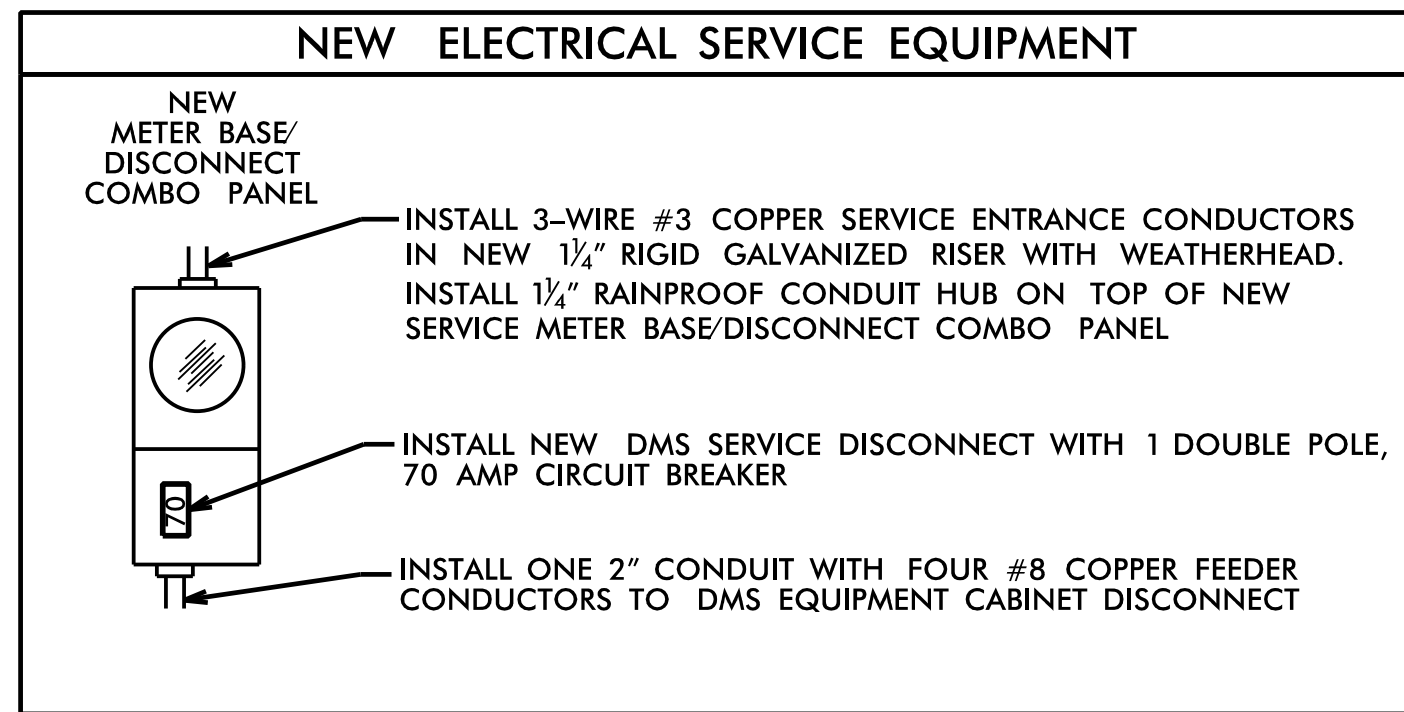 NEW ELECTRICAL SERVICE EQUIPMENT
NEW
METER BASE/
DISCONNECT
COMBO PANEL
INSTALL 3–WIRE #3 COPPER SERVICE ENTRANCE CONDUCTORS
IN NEW 1¼" RIGID GALVANIZED RISER WITH WEATHERHEAD.
INSTALL 1¼" RAINPROOF CONDUIT HUB ON TOP OF NEW
SERVICE METER BASE/DISCONNECT COMBO PANEL
INSTALL NEW DMS SERVICE DISCONNECT WITH 1 DOUBLE POLE,
70 AMP CIRCUIT BREAKER
70
INSTALL ONE 2" CONDUIT WITH FOUR #8 COPPER FEEDER
CONDUCTORS TO DMS EQUIPMENT CABINET DISCONNECT